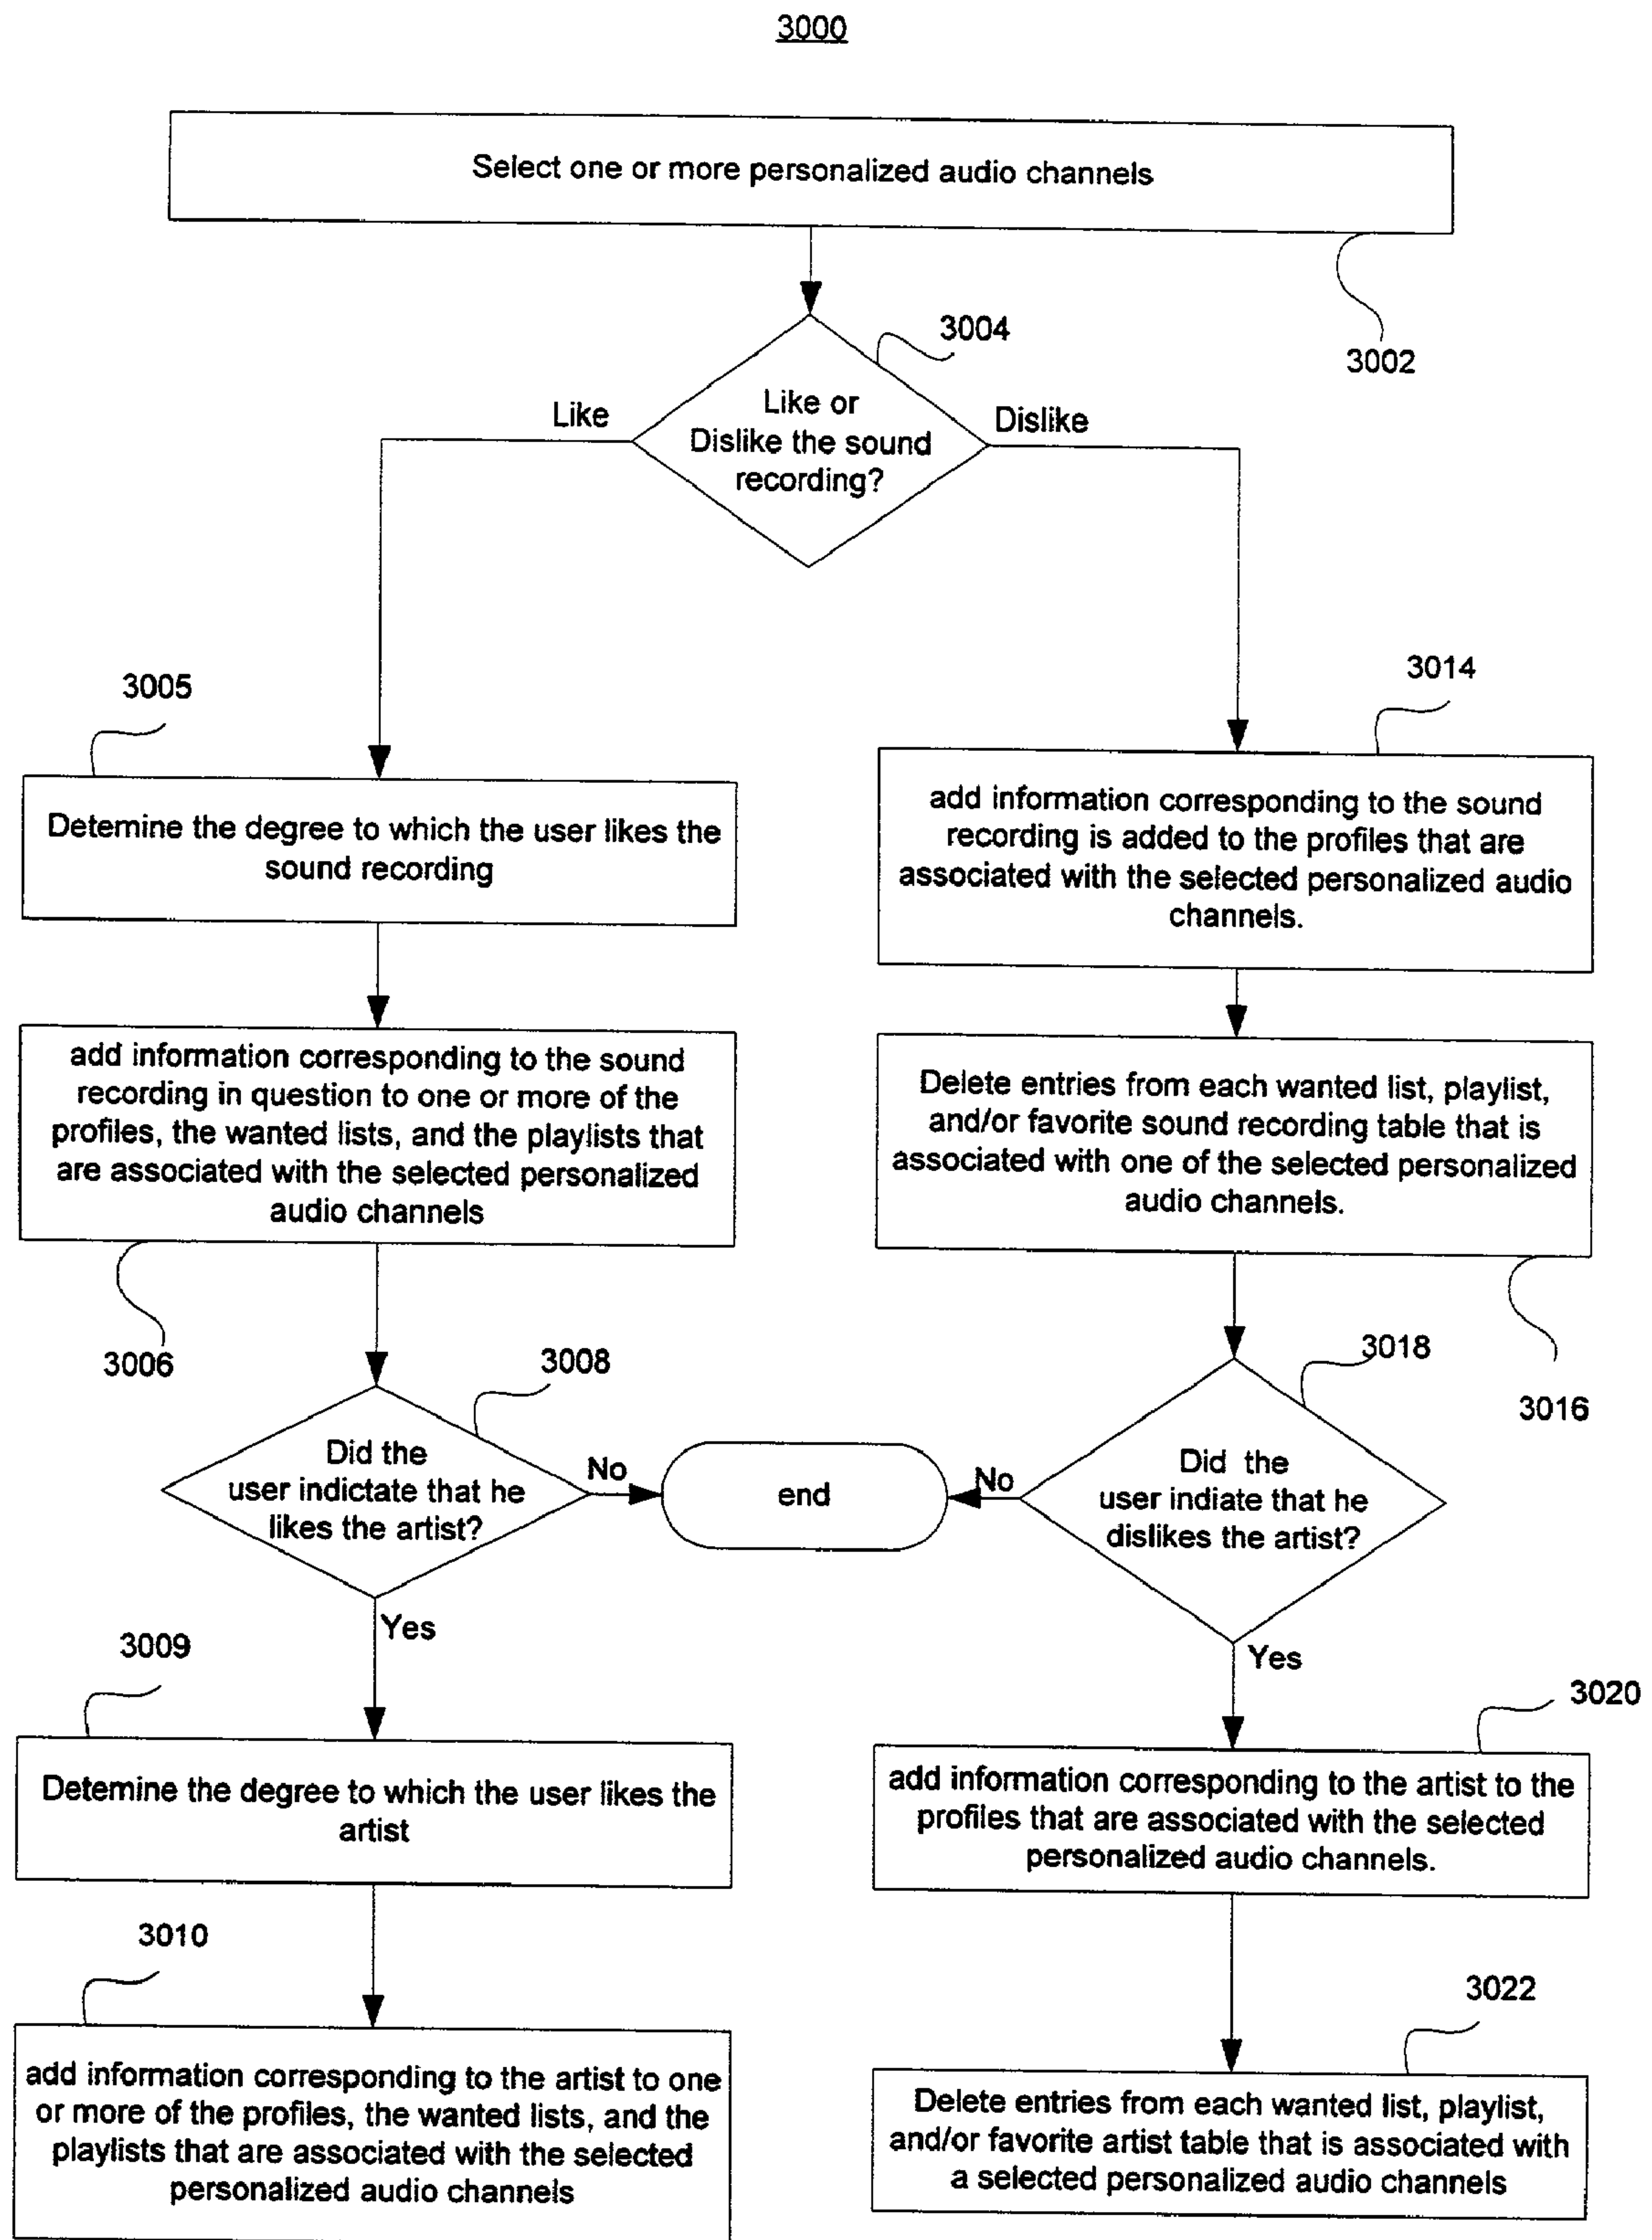 3000
Select one or more personalized audio channels
3002
3004
Like or
Dislike the sound
recording?
Like
Dislike
3005
Detemine the degree to which the user likes the
sound recording
3014
add information corresponding to the sound
recording is added to the profiles that are
associated with the selected personalized audio
channels.
add information corresponding to the sound
recording in question to one or more of the
profiles, the wanted lists, and the playlists that
are associated with the selected personalized
audio channels
3006
Delete entries from each wanted list, playlist,
and/or favorite sound recording table that is
associated with one of the selected personalized
audio channels.
3016
3008
Did the
user indictate that he
likes the artist?
No
end
No
3018
Did the
user indiate that he
dislikes the artist?
Yes
Yes
3009
Detemine the degree to which the user likes the
artist
3020
add information corresponding to the artist to the
profiles that are associated with the selected
personalized audio channels.
3010
add information corresponding to the artist to one
or more of the profiles, the wanted lists, and the
playlists that are associated with the selected
personalized audio channels
3022
Delete entries from each wanted list, playlist,
and/or favorite artist table that is associated with
a selected personalized audio channels